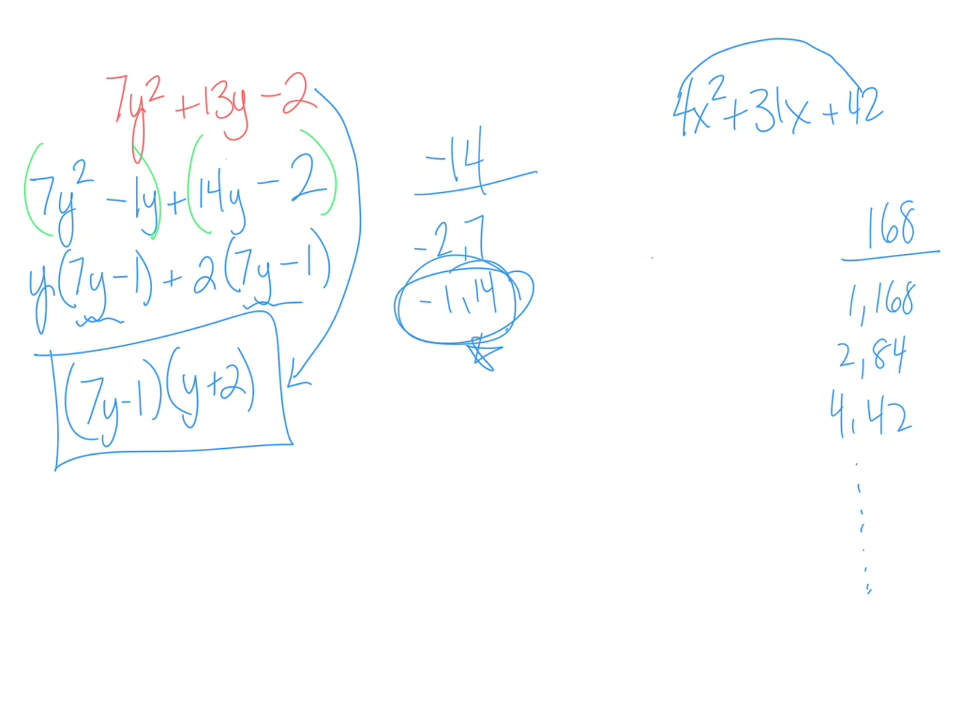 7y² + 13y - 2
(7y² - 1y) + (14y - 2)
y(7y - 1) + 2(7y - 1)
(7y - 1)(y + 2)
-14
-2, 7
-1, 14
4x² + 31x + 42
168
1, 168
2, 84
4, 42